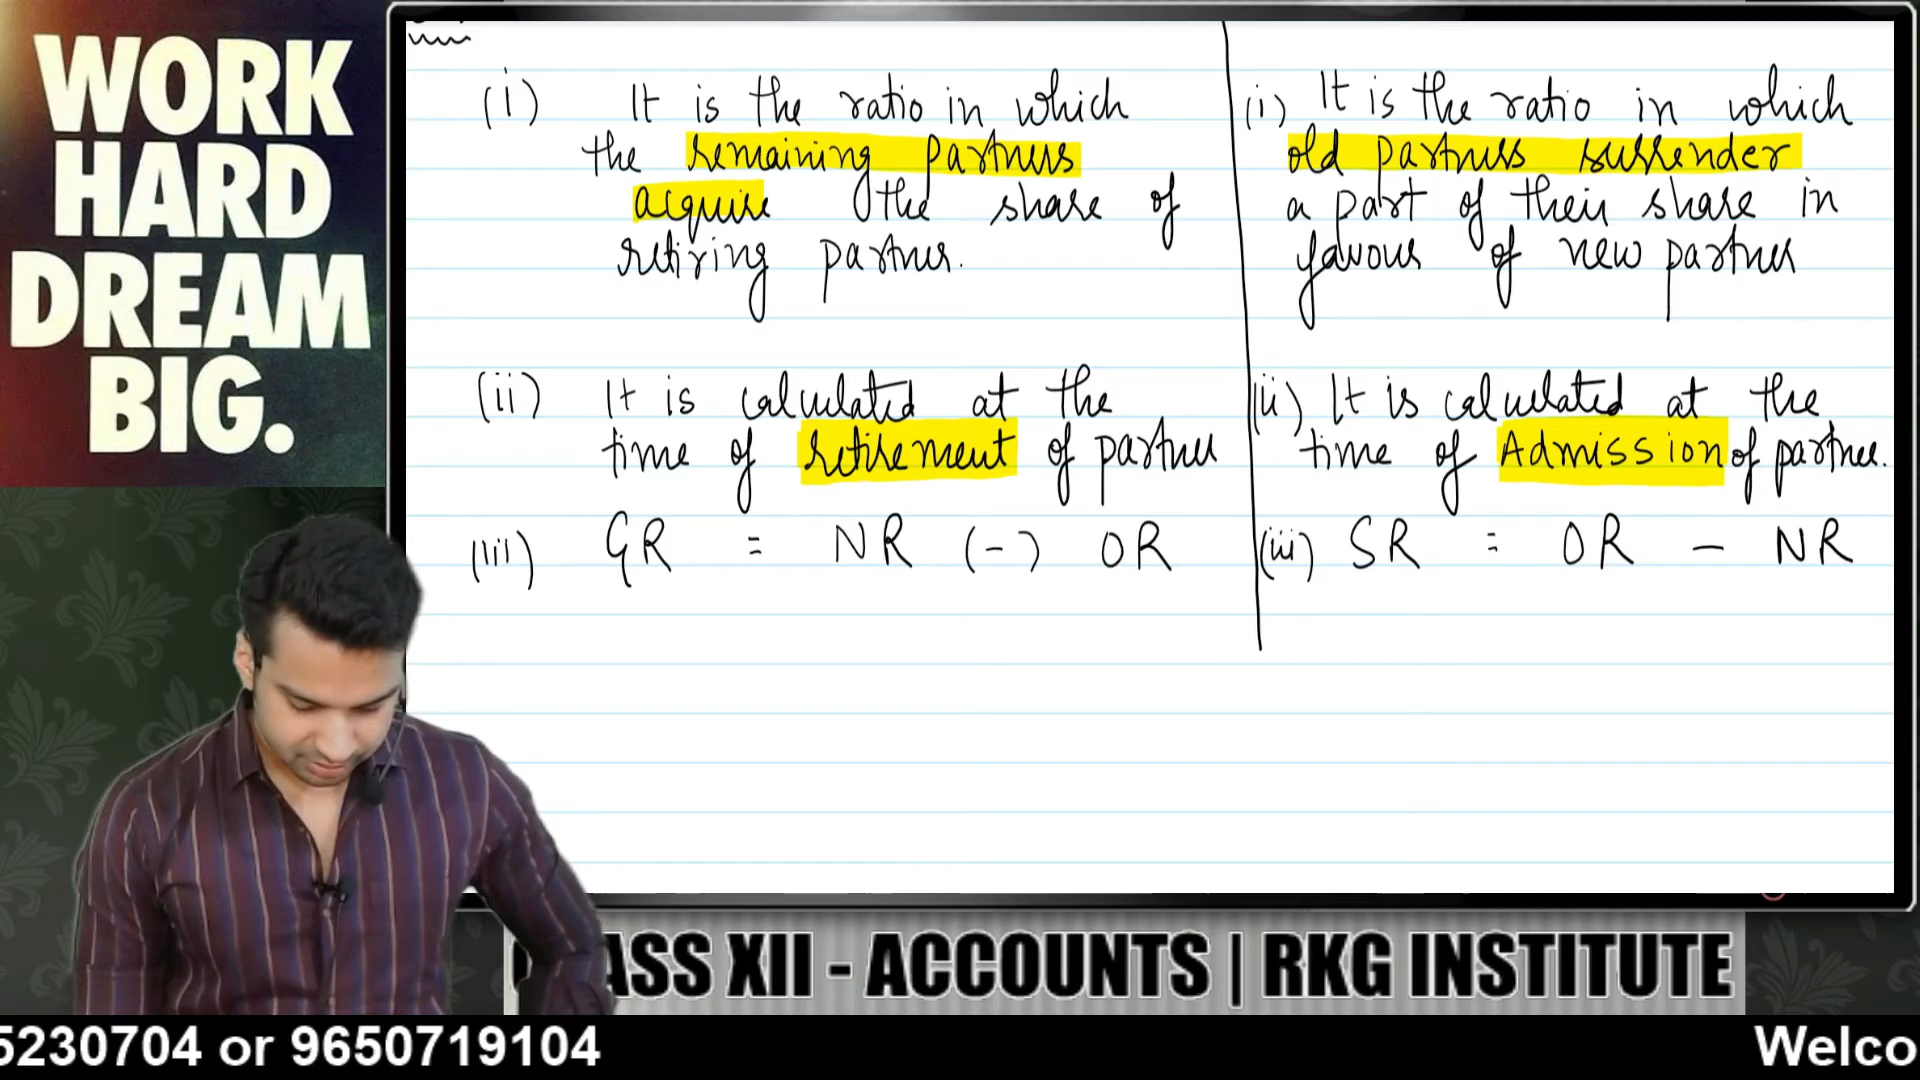 WORK
HARD
DREAM
BIG.
(i) It is the ratio in which
the remaining partners
acquire the share of
retiring partner.
(ii) It is calculated at the
time of retirement of partner
(iii) GR = NR (-) OR
(i) It is the ratio in which
old partners surrender
a part of their share in
favour of new partner
(ii) It is calculated at the
time of Admission of partner.
(iii) SR = OR - NR
ASS XII - ACCOUNTS | RKG INSTITUTE
5230704 or 9650719104
Welco